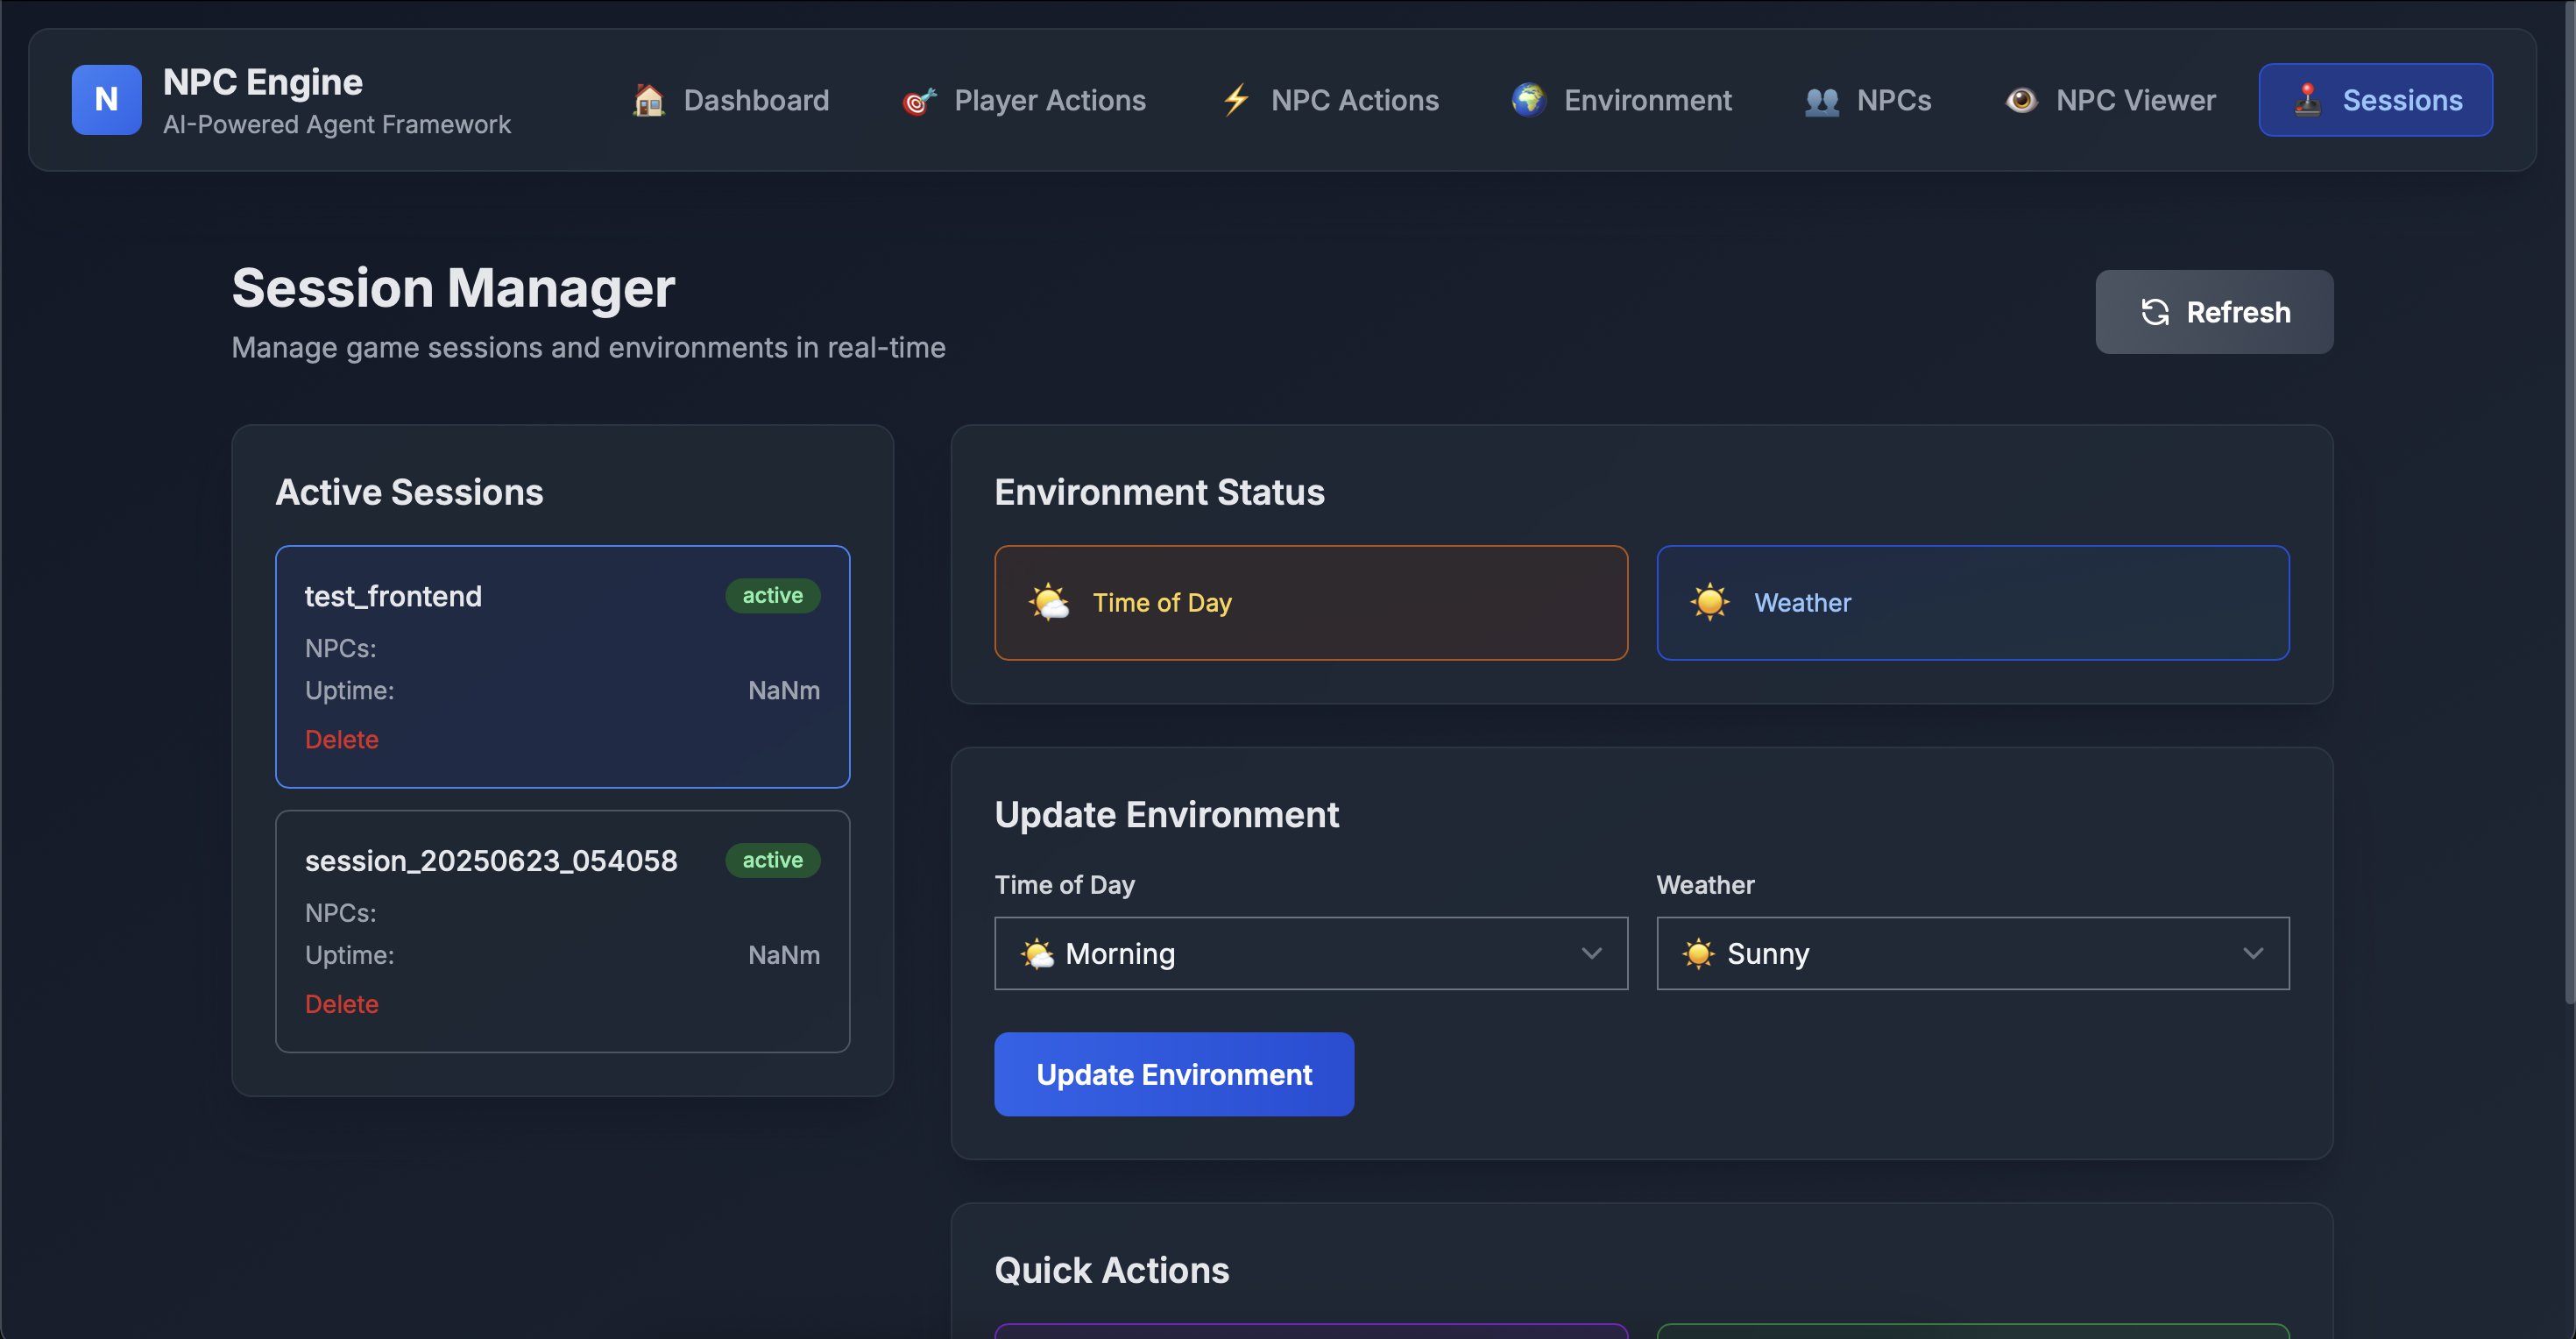 N
NPC Engine
AI-Powered Agent Framework
Dashboard
Player Actions
NPC Actions
Environment
NPCs
NPC Viewer
Sessions
Session Manager
Manage game sessions and environments in real-time
Refresh
Active Sessions
test_frontend
active
NPCs:
Uptime:
NaNm
Delete
session_20250623_054058
active
NPCs:
Uptime:
NaNm
Delete
Environment Status
Time of Day
Weather
Update Environment
Time of Day
Weather
Morning
Sunny
Update Environment
Quick Actions